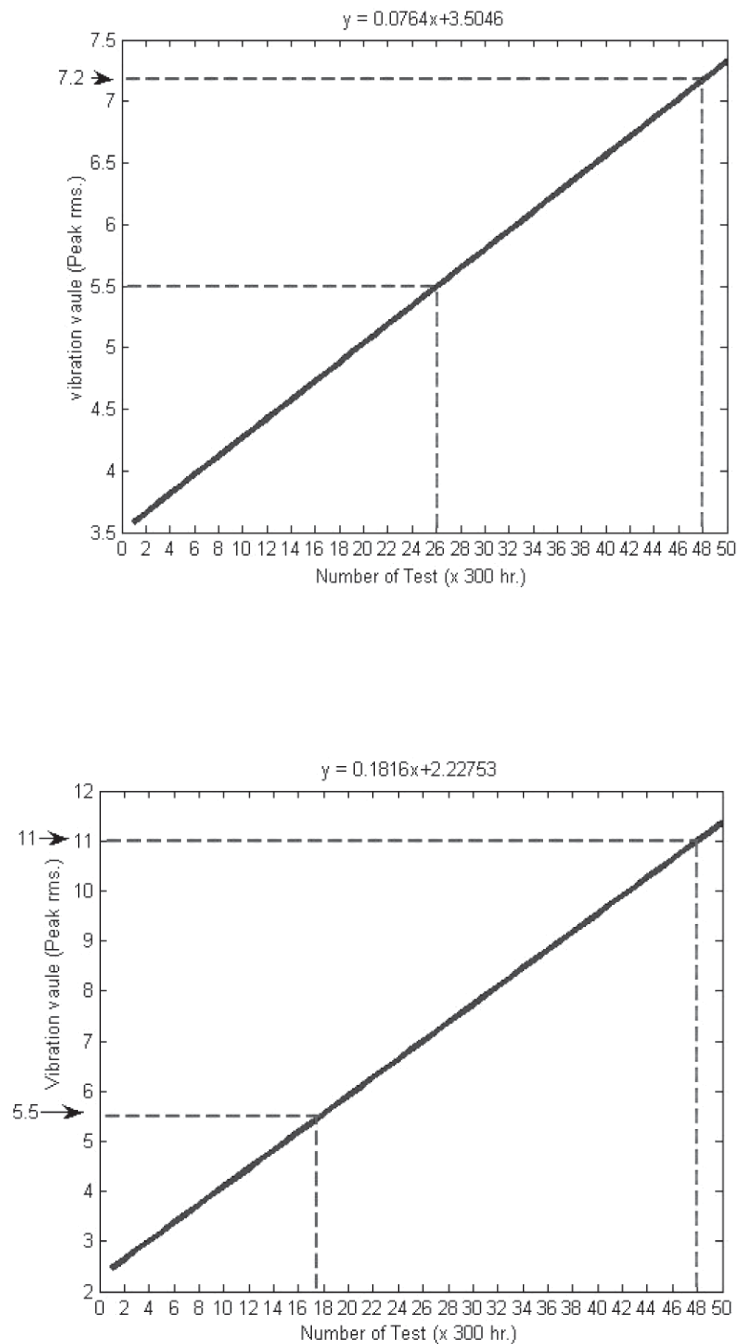 y = 0.0764x+3.5046
7.5
7.2
7
6.5
6
5.5
5
4.5
4
3.5
vibration vaule (Peak rms.)
0 2 4 6 8 10 12 14 16 18 20 22 24 26 28 30 32 34 36 38 40 42 44 46 48 50
Number of Test (x 300 hr.)
y = 0.1816x+2.22753
12
11
11
10
9
8
7
6
5.5
5
4
3
2
Vibration vaule (Peak rms.)
0 2 4 6 8 10 12 14 16 18 20 22 24 26 28 30 32 34 36 38 40 42 44 46 48 50
Number of Test (x 300 hr.)